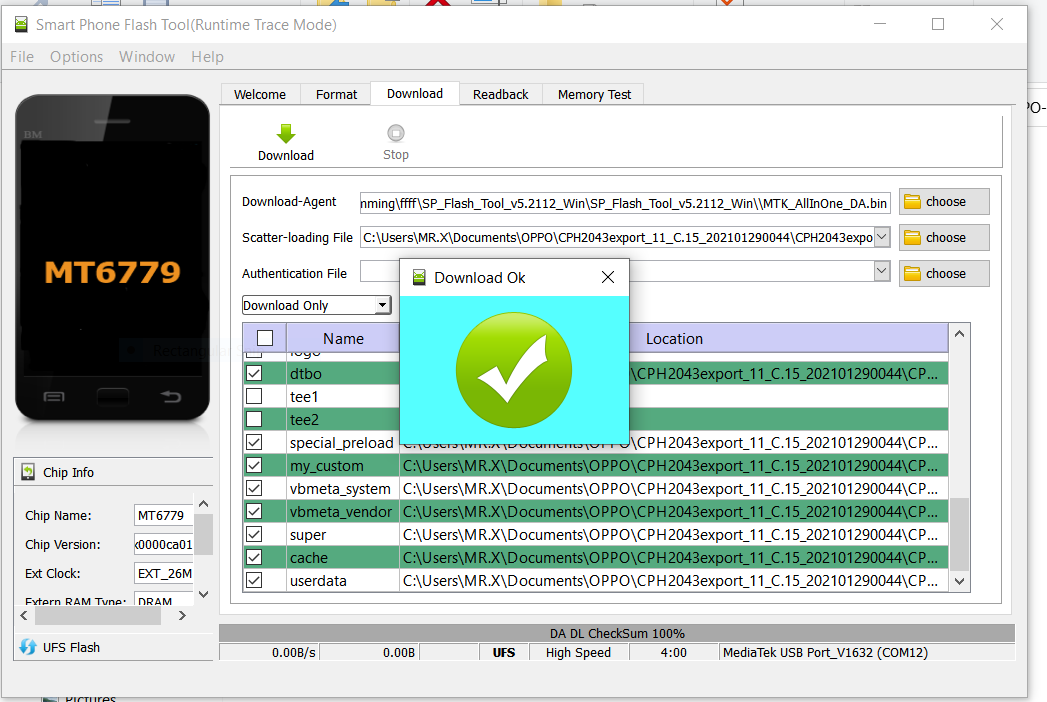 Smart Phone Flash Tool(Runtime Trace Mode)
File Options Window Help
Welcome Format Download Readback Memory Test
Download
Stop
BM
MT6779
Download-Agent
mming\ffff\SP_Flash_Tool_v5.2112_Win\SP_Flash_Tool_v5.2112_Win\\MTK_AllInOne_DA.bin
choose
Scatter-loading File
C:\Users\MR.X\Documents\OPPO\CPH2043export_11_C.15_202101290044\CPH2043expo
choose
Authentication File
choose
Download Only
Download Ok
Name Location
logo
dtbo \CPH2043export_11_C.15_202101290044\CP...
tee1
tee2
special_preload C:\Users\MR.X\Documents\OPPO\CPH2043export_11_C.15_202101290044\CP...
my_custom C:\Users\MR.X\Documents\OPPO\CPH2043export_11_C.15_202101290044\CP...
vbmeta_system C:\Users\MR.X\Documents\OPPO\CPH2043export_11_C.15_202101290044\CP...
vbmeta_vendor C:\Users\MR.X\Documents\OPPO\CPH2043export_11_C.15_202101290044\CP...
super C:\Users\MR.X\Documents\OPPO\CPH2043export_11_C.15_202101290044\CP...
cache C:\Users\MR.X\Documents\OPPO\CPH2043export_11_C.15_202101290044\CP...
userdata C:\Users\MR.X\Documents\OPPO\CPH2043export_11_C.15_202101290044\CP...
Chip Info
Chip Name: MT6779
Chip Version: x0000ca01
Ext Clock: EXT_26M
Extern RAM Type: DRAM
UFS Flash
DA DL CheckSum 100%
0.00B/s 0.00B UFS High Speed 4:00 MediaTek USB Port_V1632 (COM12)
Pictures
PO-